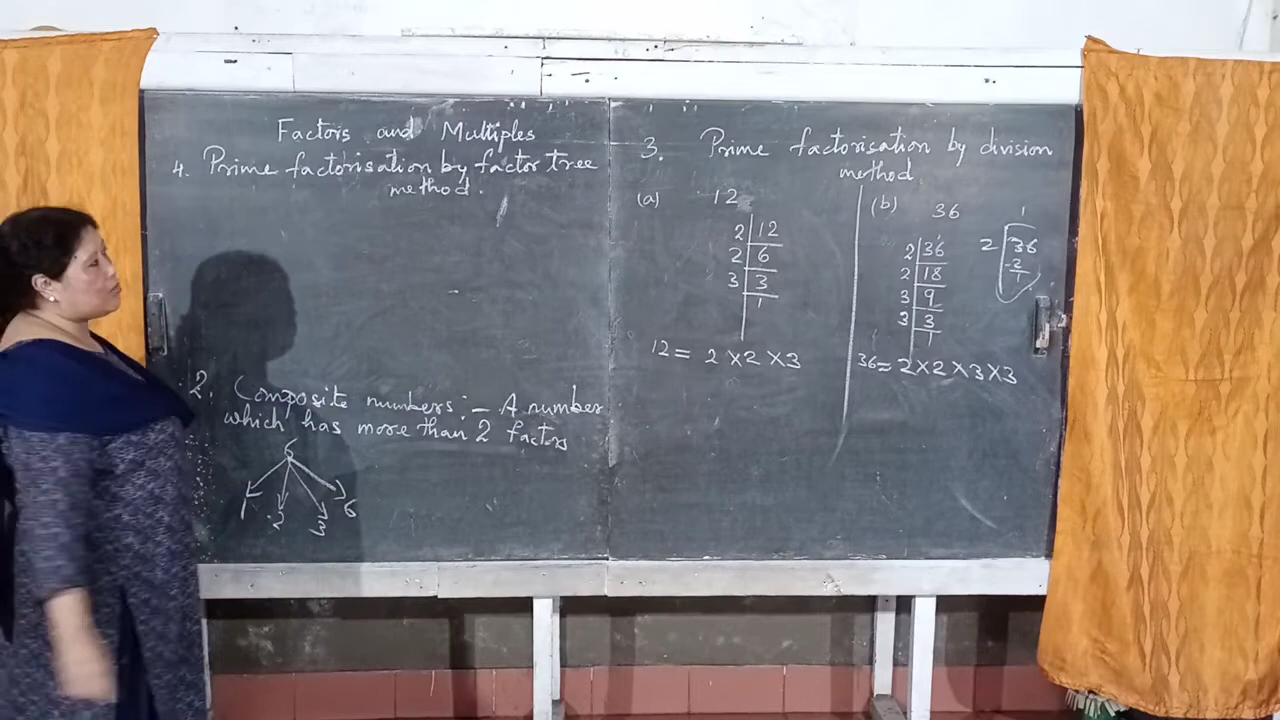 Factors and Multiples
4. Prime factorisation by factor tree
method.
2. Composite numbers:- A number
which has more than 2 factors
6
1 2 3 6
3. Prime factorisation by division
method.
(a) 12
2 12
2 6
3 3
1
12 = 2 × 2 × 3
(b) 36
2 36
2 18
3 9
3 3
1
1
2 36
-2
1
36 = 2 × 2 × 3 × 3